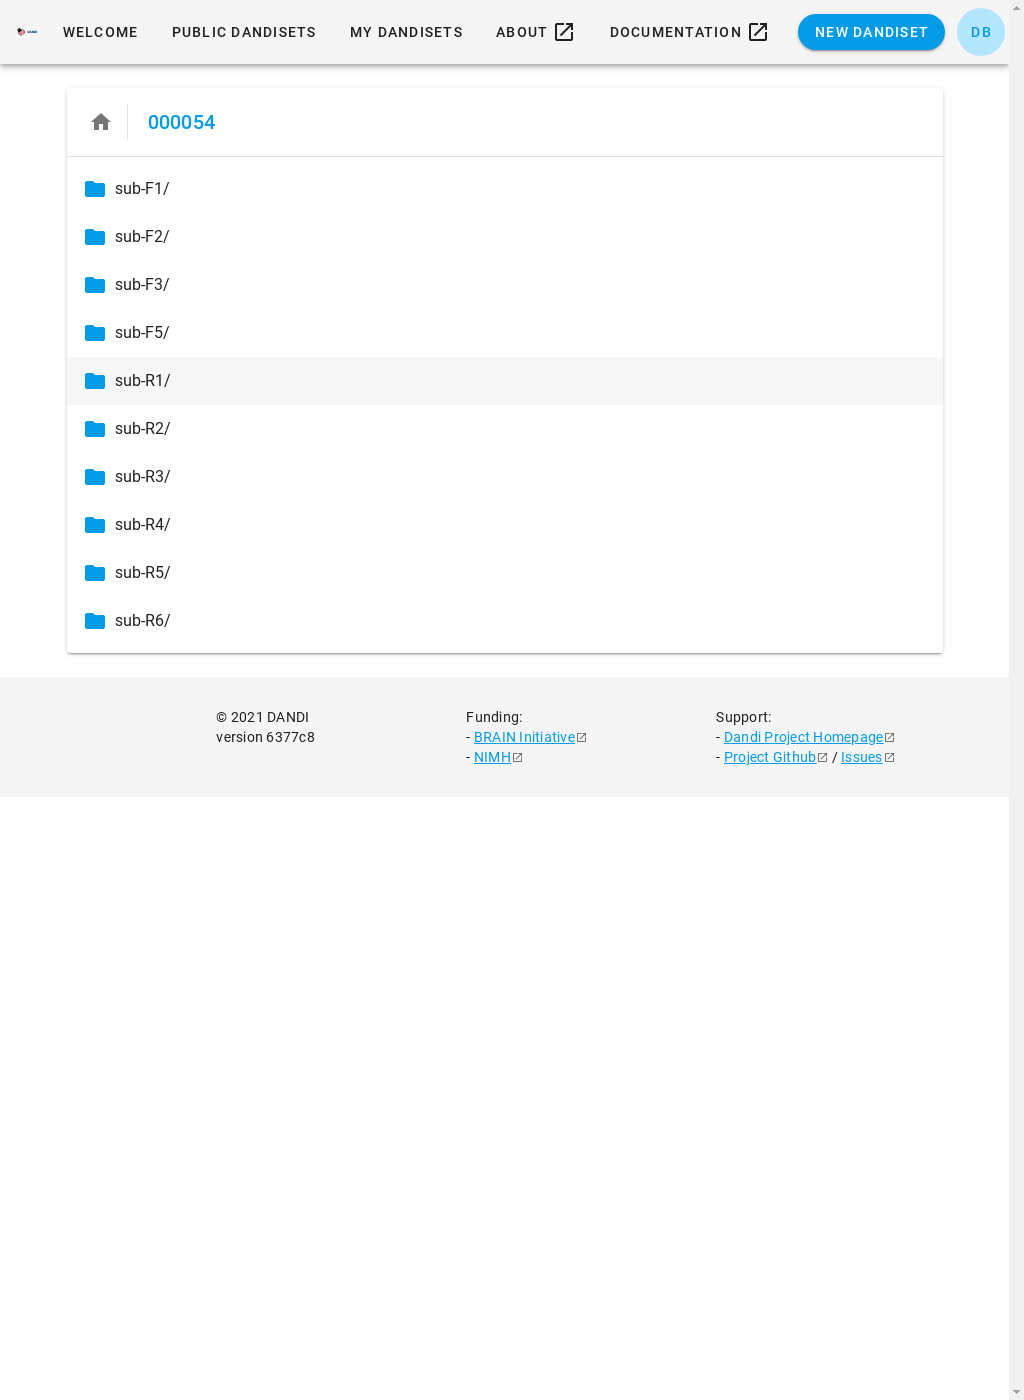 DANDI
WELCOME
PUBLIC DANDISETS
MY DANDISETS
ABOUT
DOCUMENTATION
NEW DANDISET
DB
000054
sub-F1/
sub-F2/
sub-F3/
sub-F5/
sub-R1/
sub-R2/
sub-R3/
sub-R4/
sub-R5/
sub-R6/
© 2021 DANDI
version 6377c8
Funding:
- BRAIN Initiative
- NIMH
Support:
- Dandi Project Homepage
- Project Github / Issues